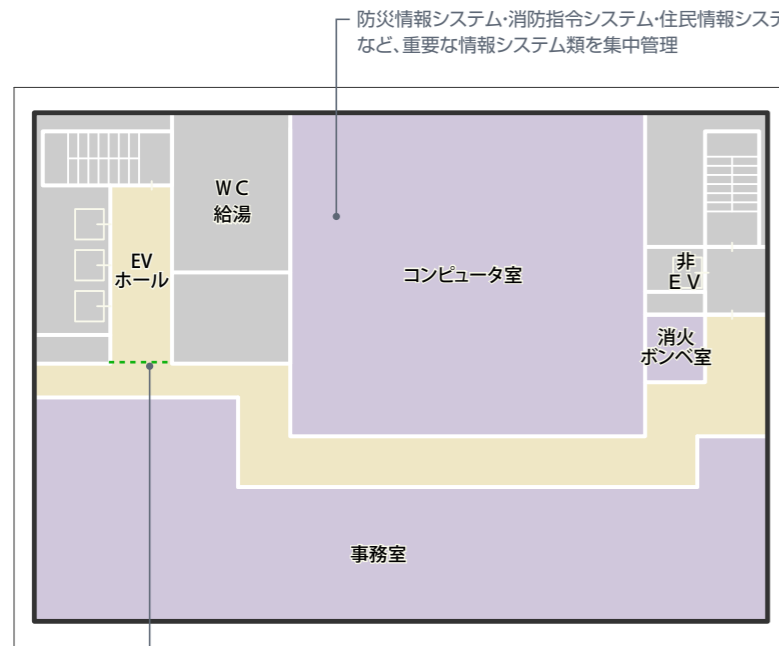 防災情報システム・消防指令システム・住民情報システ
など、重要な情報システム類を集中管理
WC
給湯
EV
ホール
コンピュータ室
非
EV
消火
ボンベ室
事務室